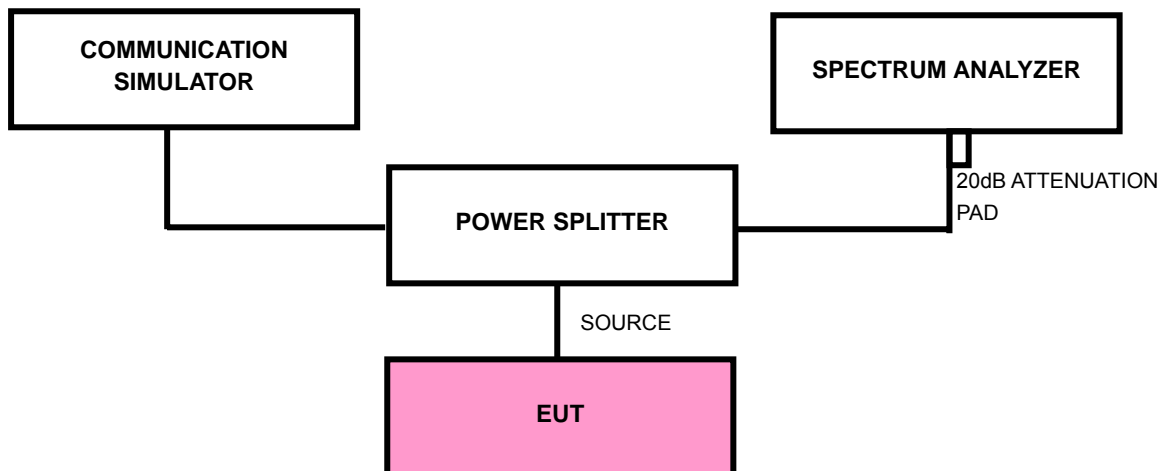 COMMUNICATION
SIMULATOR
SPECTRUM ANALYZER
20dB ATTENUATION
PAD
POWER SPLITTER
SOURCE
EUT